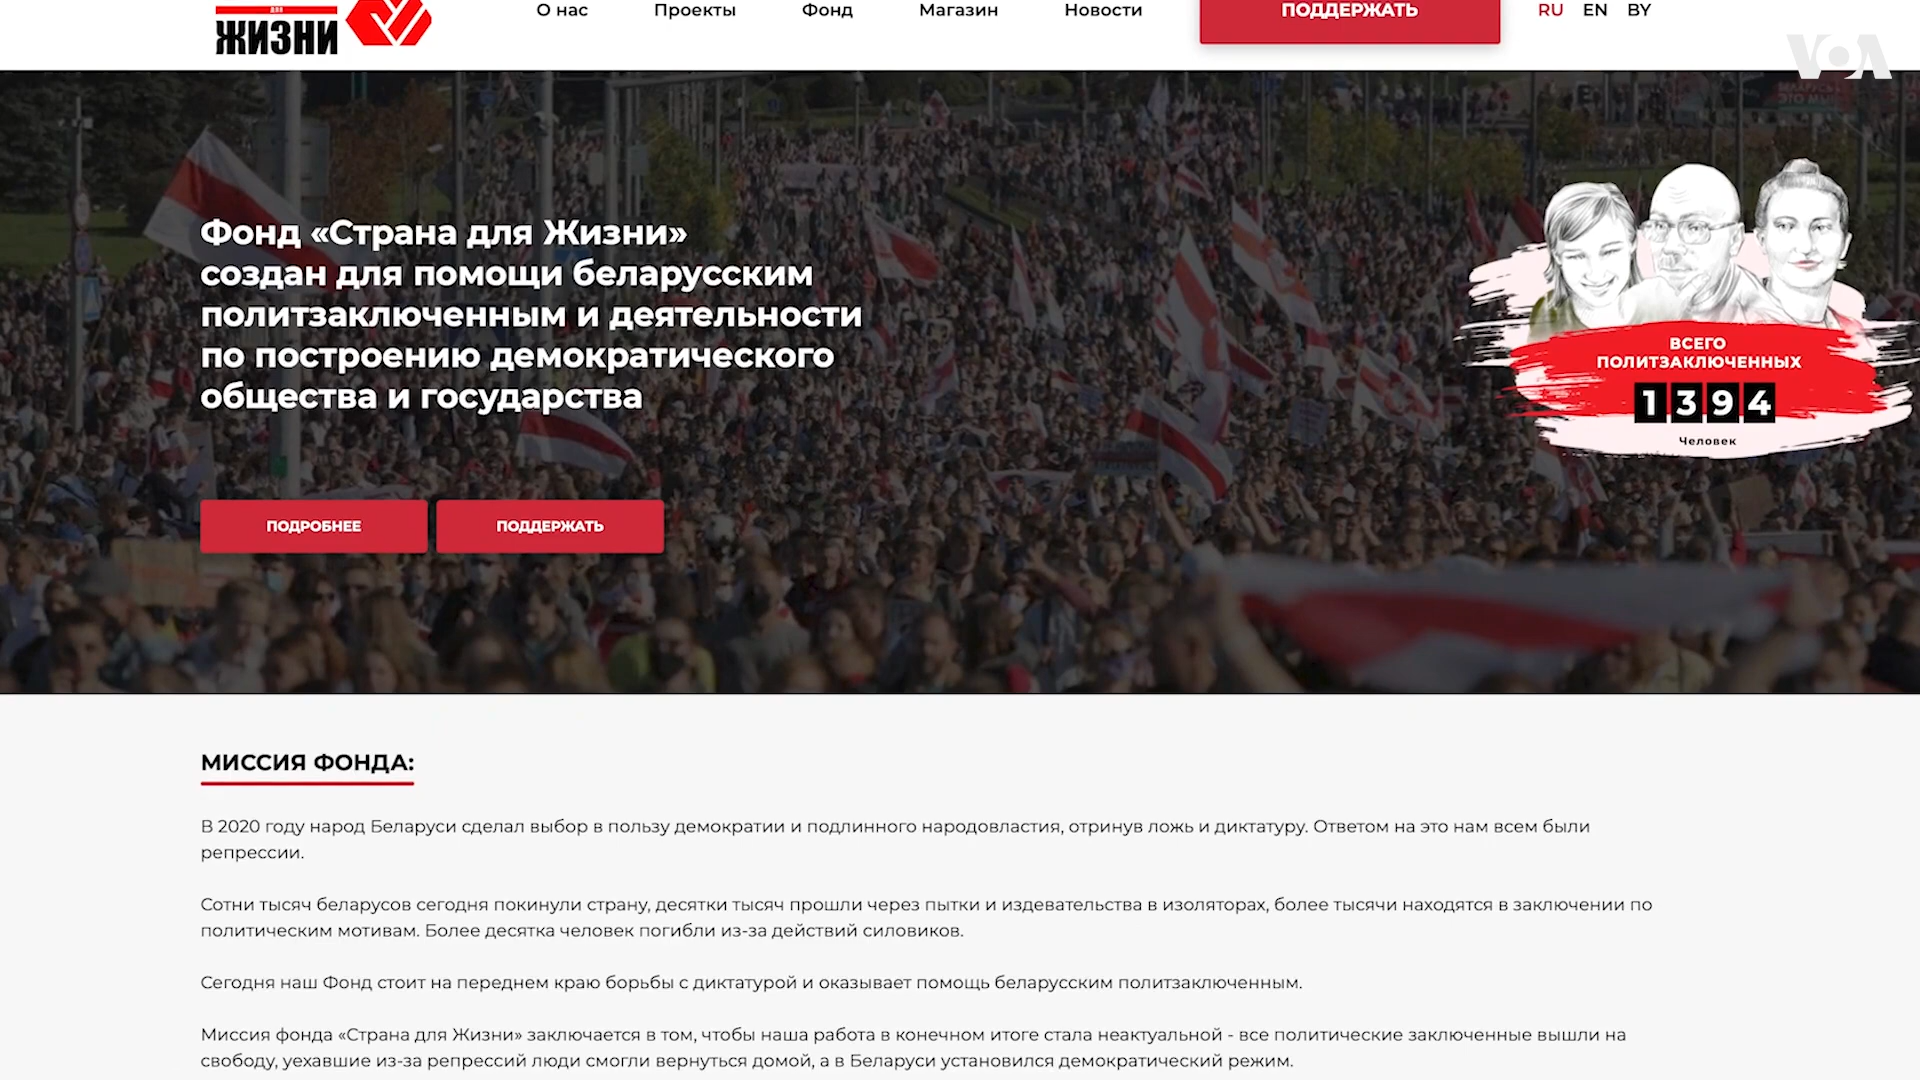 для
ЖИЗНИ
О нас
Проекты
Фонд
Магазин
Новости
ПОДДЕРЖАТЬ
RU EN BY
VOA
Фонд «Страна для Жизни»
создан для помощи беларусским
политзаключенным и деятельности
по построению демократического
общества и государства
ВСЕГО
ПОЛИТЗАКЛЮЧЕННЫХ
1394
Человек
ПОДРОБНЕЕ
ПОДДЕРЖАТЬ
МИССИЯ ФОНДА:
В 2020 году народ Беларуси сделал выбор в пользу демократии и подлинного народовластия, отринув ложь и диктатуру. Ответом на это нам всем были
репрессии.
Сотни тысяч беларусов сегодня покинули страну, десятки тысяч прошли через пытки и издевательства в изоляторах, более тысячи находятся в заключении по
политическим мотивам. Более десятка человек погибли из-за действий силовиков.
Сегодня наш Фонд стоит на переднем краю борьбы с диктатурой и оказывает помощь беларусским политзаключенным.
Миссия фонда «Страна для Жизни» заключается в том, чтобы наша работа в конечном итоге стала неактуальной - все политические заключенные вышли на
свободу, уехавшие из-за репрессий люди смогли вернуться домой, а в Беларуси установился демократический режим.